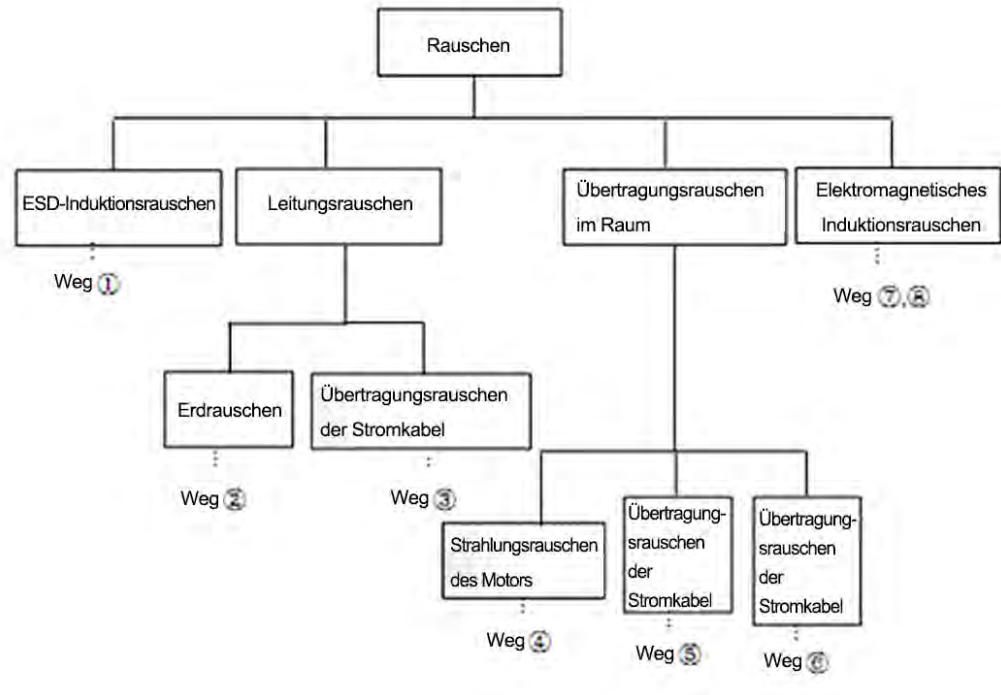 Rauschen
ESD-Induktionsrauschen
Leitungsrauschen
Übertragungsrauschen
im Raum
Elektromagnetisches
Induktionsrauschen
Weg ①
Weg ⑦,⑧
Erdrauschen
Übertragungsrauschen
der Stromkabel
Weg ②
Weg ③
Strahlungsrauschen
des Motors
Übertragung-
srauschen
der
Stromkabel
Übertragung-
srauschen
der
Stromkabel
Weg ④
Weg ⑤
Weg ⑥